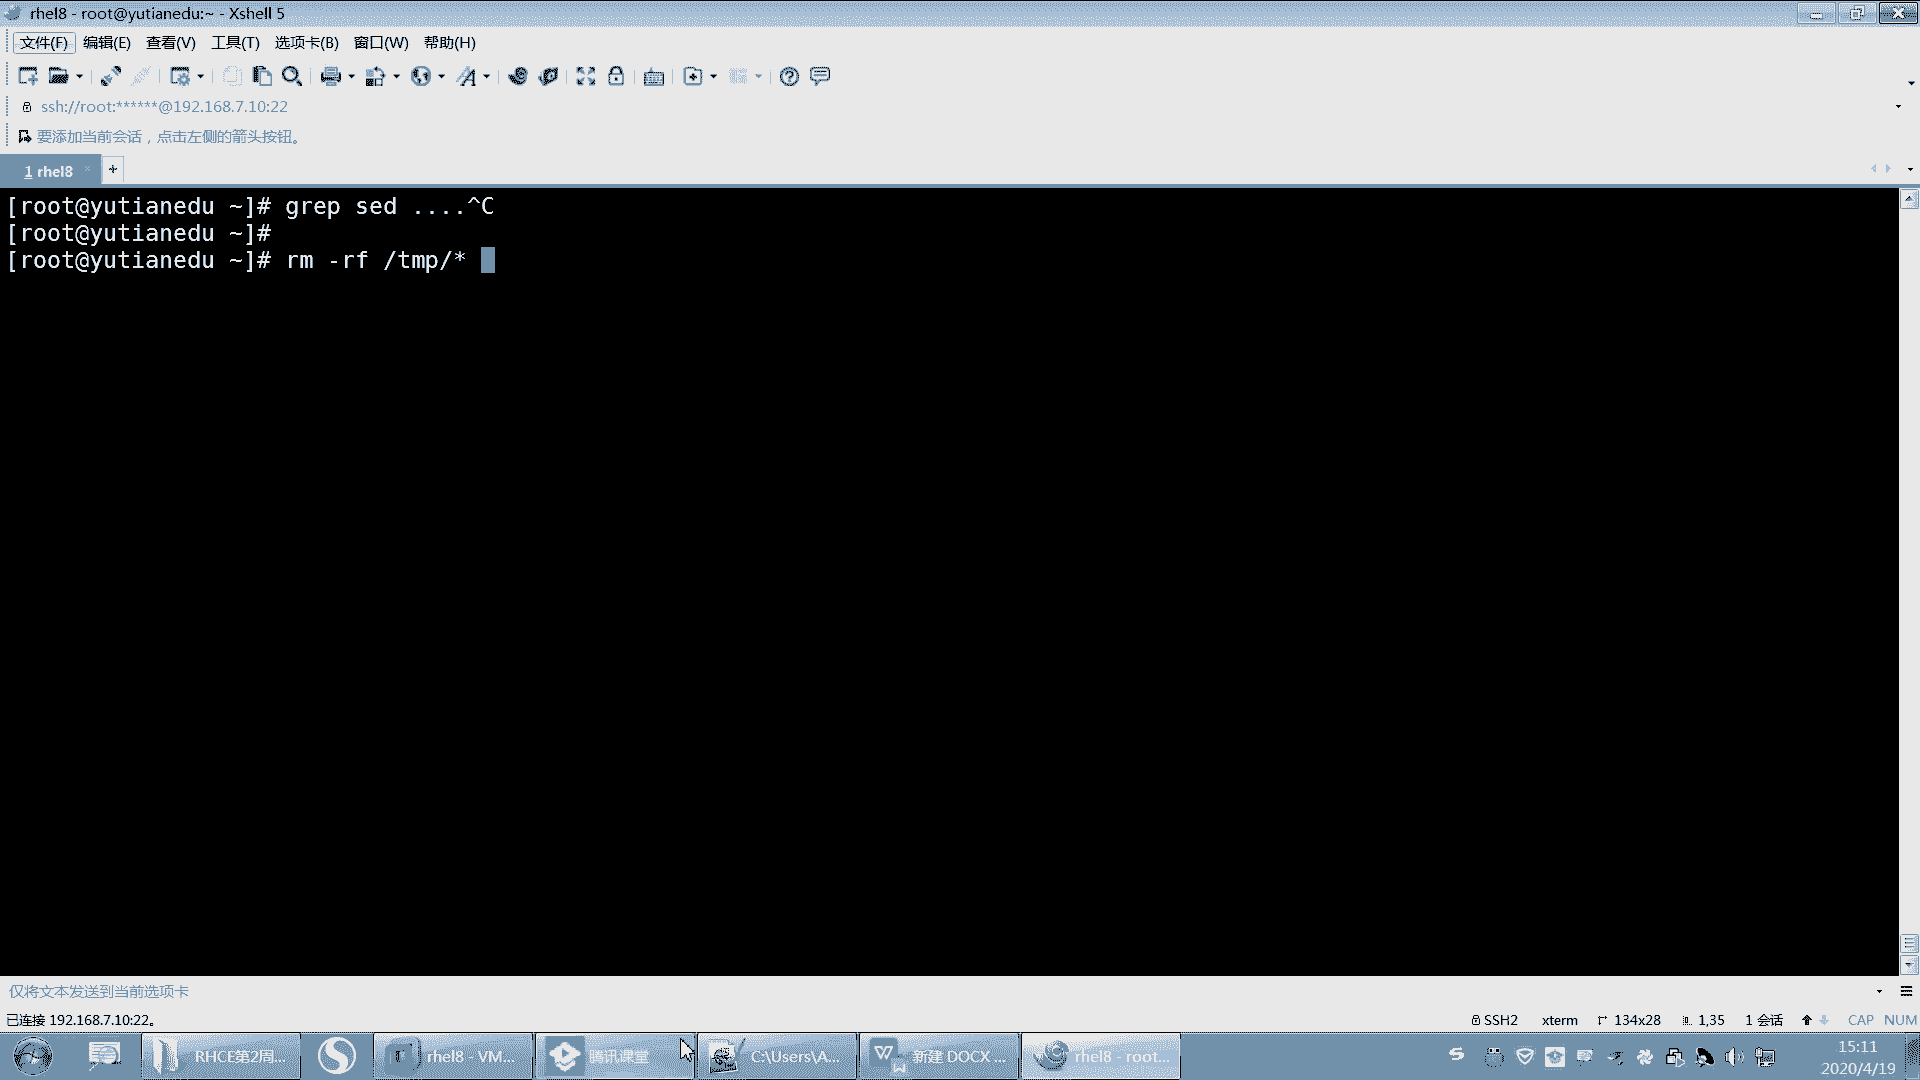 rhel8 - root@yutianedu:~ - Xshell 5
文件(F) 编辑(E) 查看(V) 工具(T) 选项卡(B) 窗口(W) 帮助(H)
ssh://root:******@192.168.7.10:22
要添加当前会话，点击左侧的箭头按钮。
1 rhel8 × +
[root@yutianedu ~]# grep sed ....^C
[root@yutianedu ~]#
[root@yutianedu ~]# rm -rf /tmp/*
仅将文本发送到当前选项卡
已连接 192.168.7.10:22。 SSH2 xterm 134x28 1,35 1 会话 CAP NUM
RHCE第2周... rhel8 - VM... 腾讯课堂 C:\Users\A... 新建 DOCX ... rhel8 - root... 15:11
2020/4/19